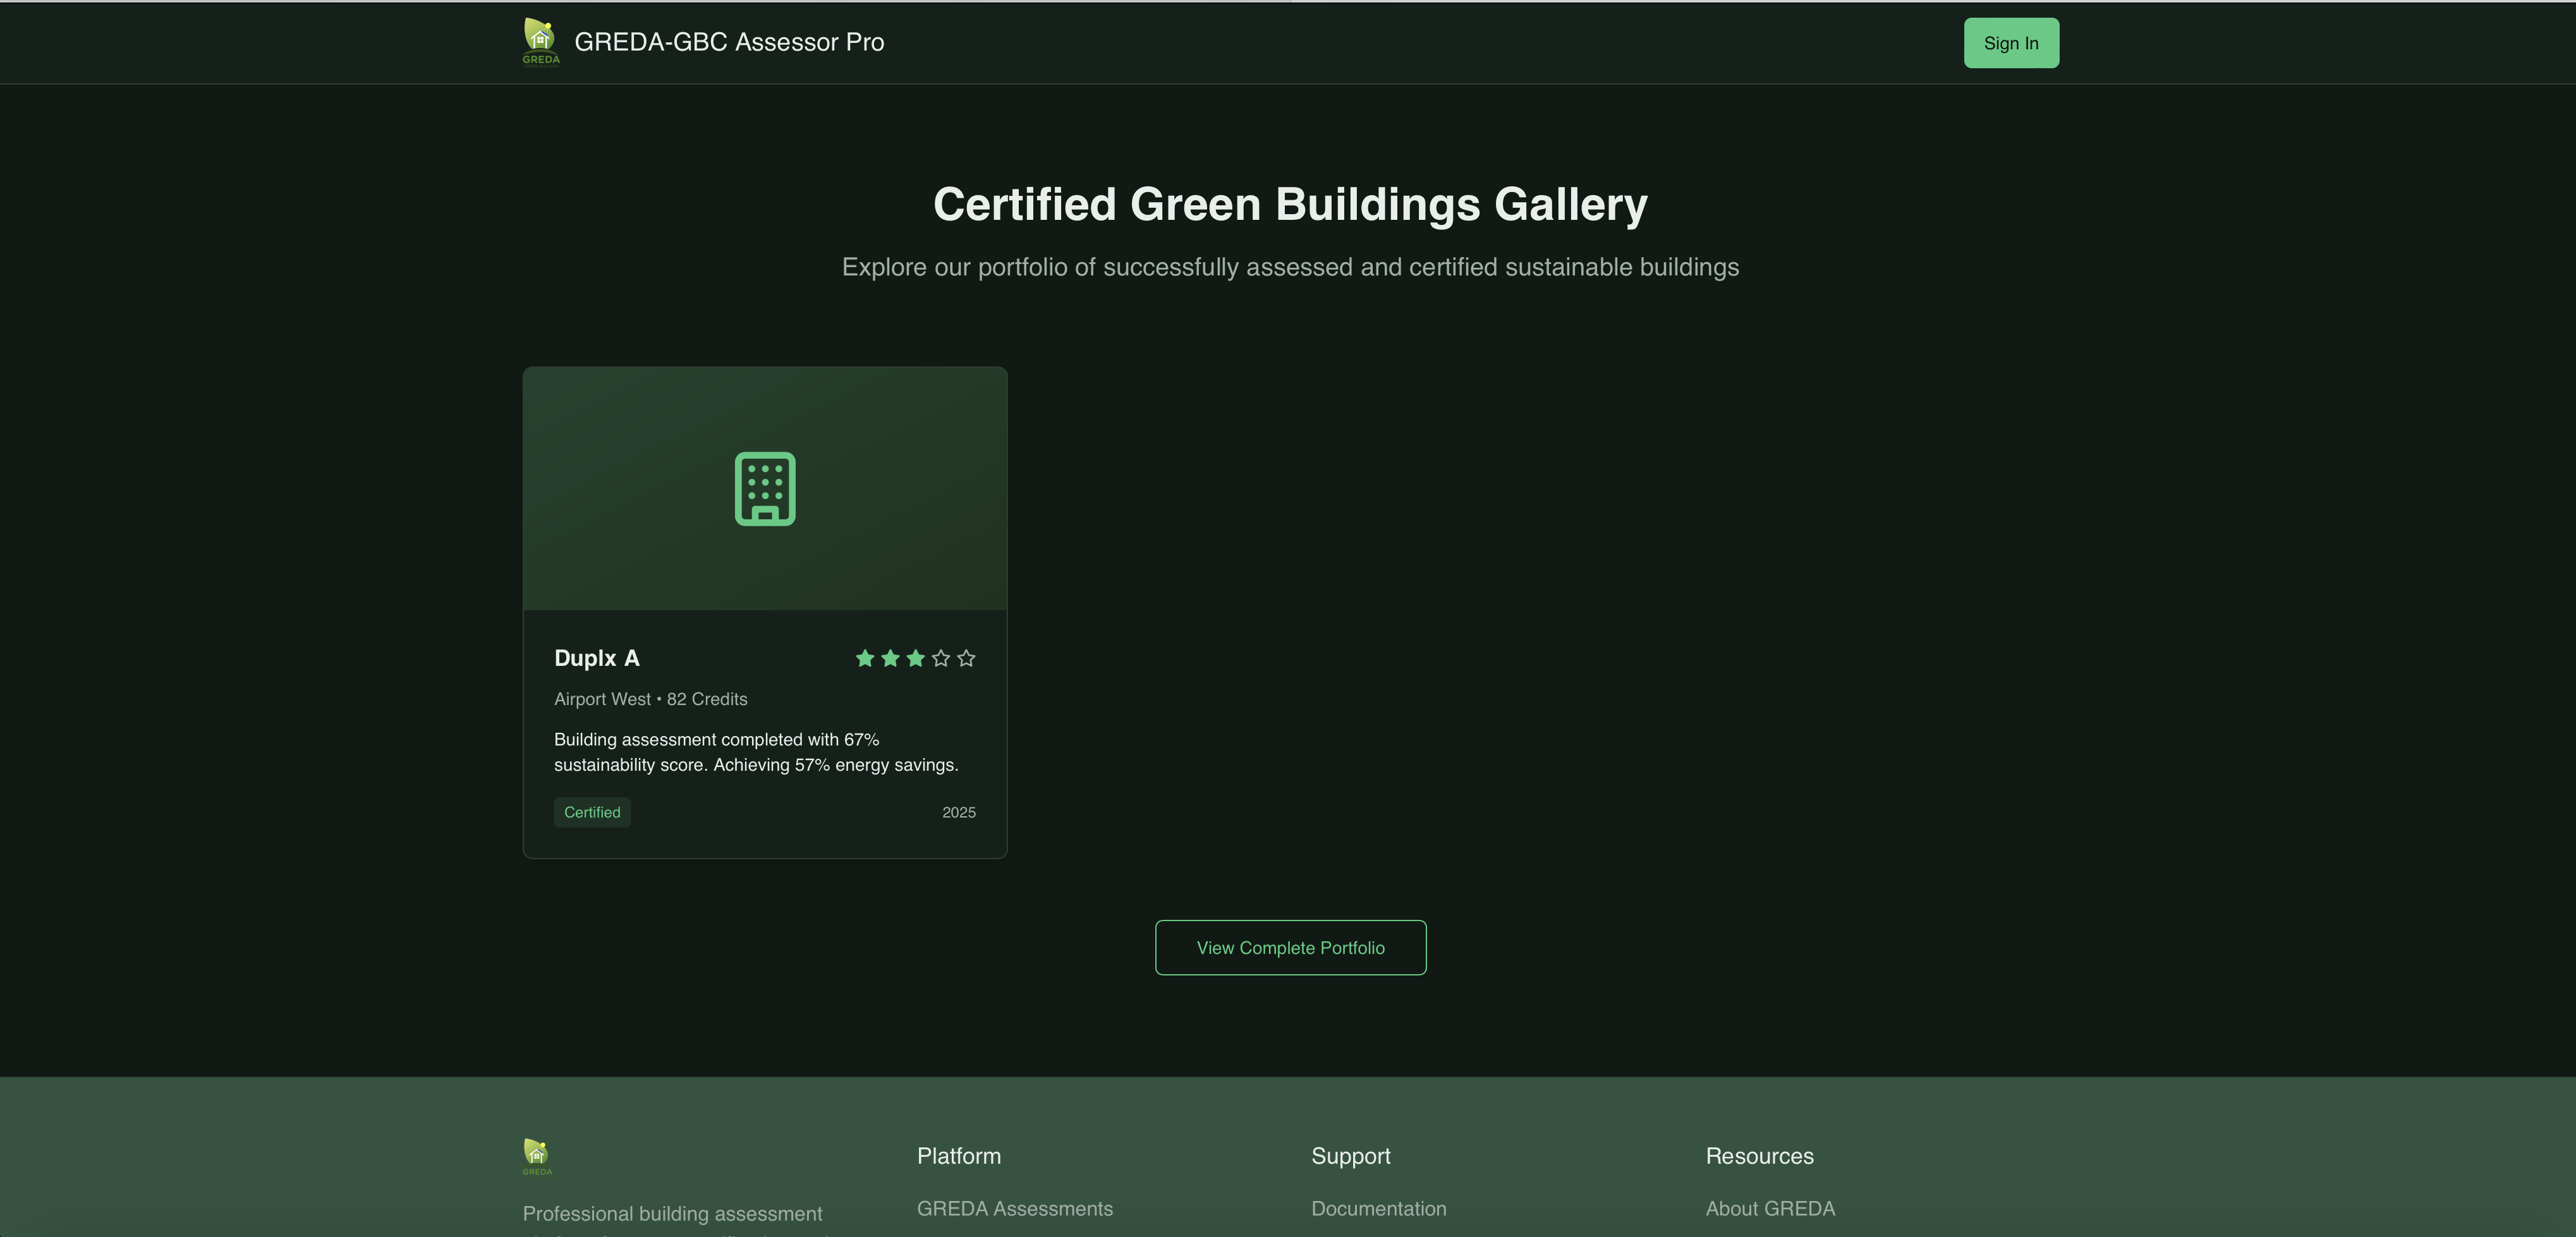 GREDA
GREDA-GBC Assessor Pro
Sign In
Certified Green Buildings Gallery
Explore our portfolio of successfully assessed and certified sustainable buildings
Duplx A
Airport West • 82 Credits
Building assessment completed with 67%
sustainability score. Achieving 57% energy savings.
Certified
2025
View Complete Portfolio
GREDA
Professional building assessment
Platform
GREDA Assessments
Support
Documentation
Resources
About GREDA